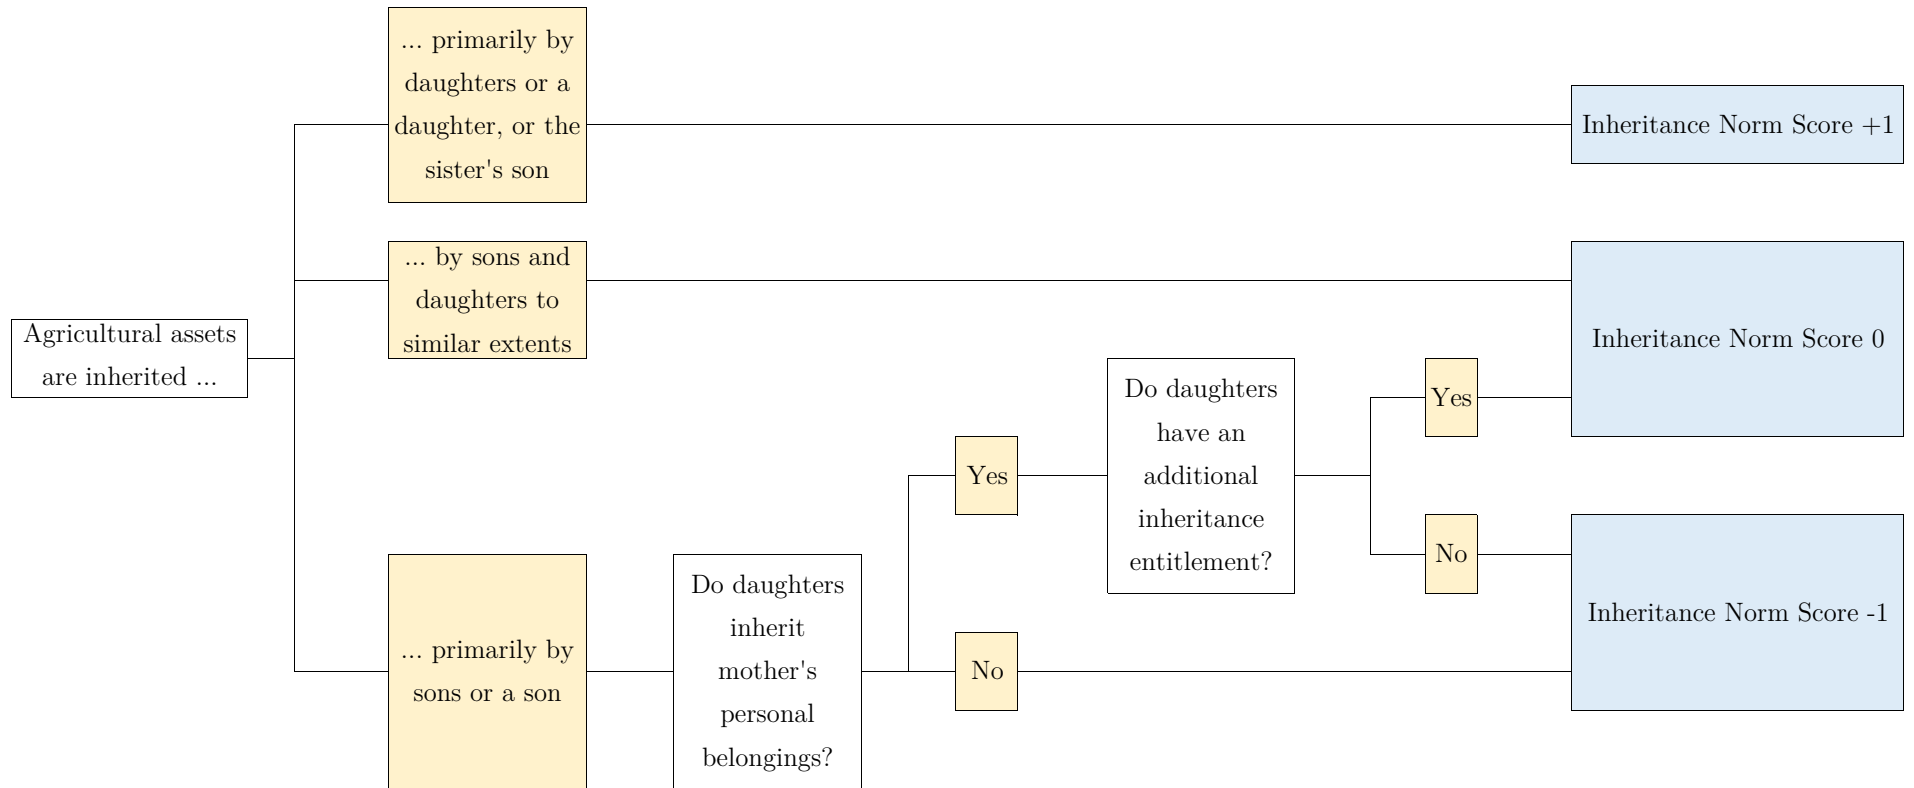 ... primarily by
daughters or a
daughter, or the
sister's son
Inheritance Norm Score +1
... by sons and
daughters to
similar extents
Inheritance Norm Score 0
Agricultural assets
are inherited ...
Do daughters
have an
additional
inheritance
entitlement?
Yes
Yes
No
Inheritance Norm Score -1
... primarily by
sons or a son
Do daughters
inherit
mother's
personal
belongings?
No